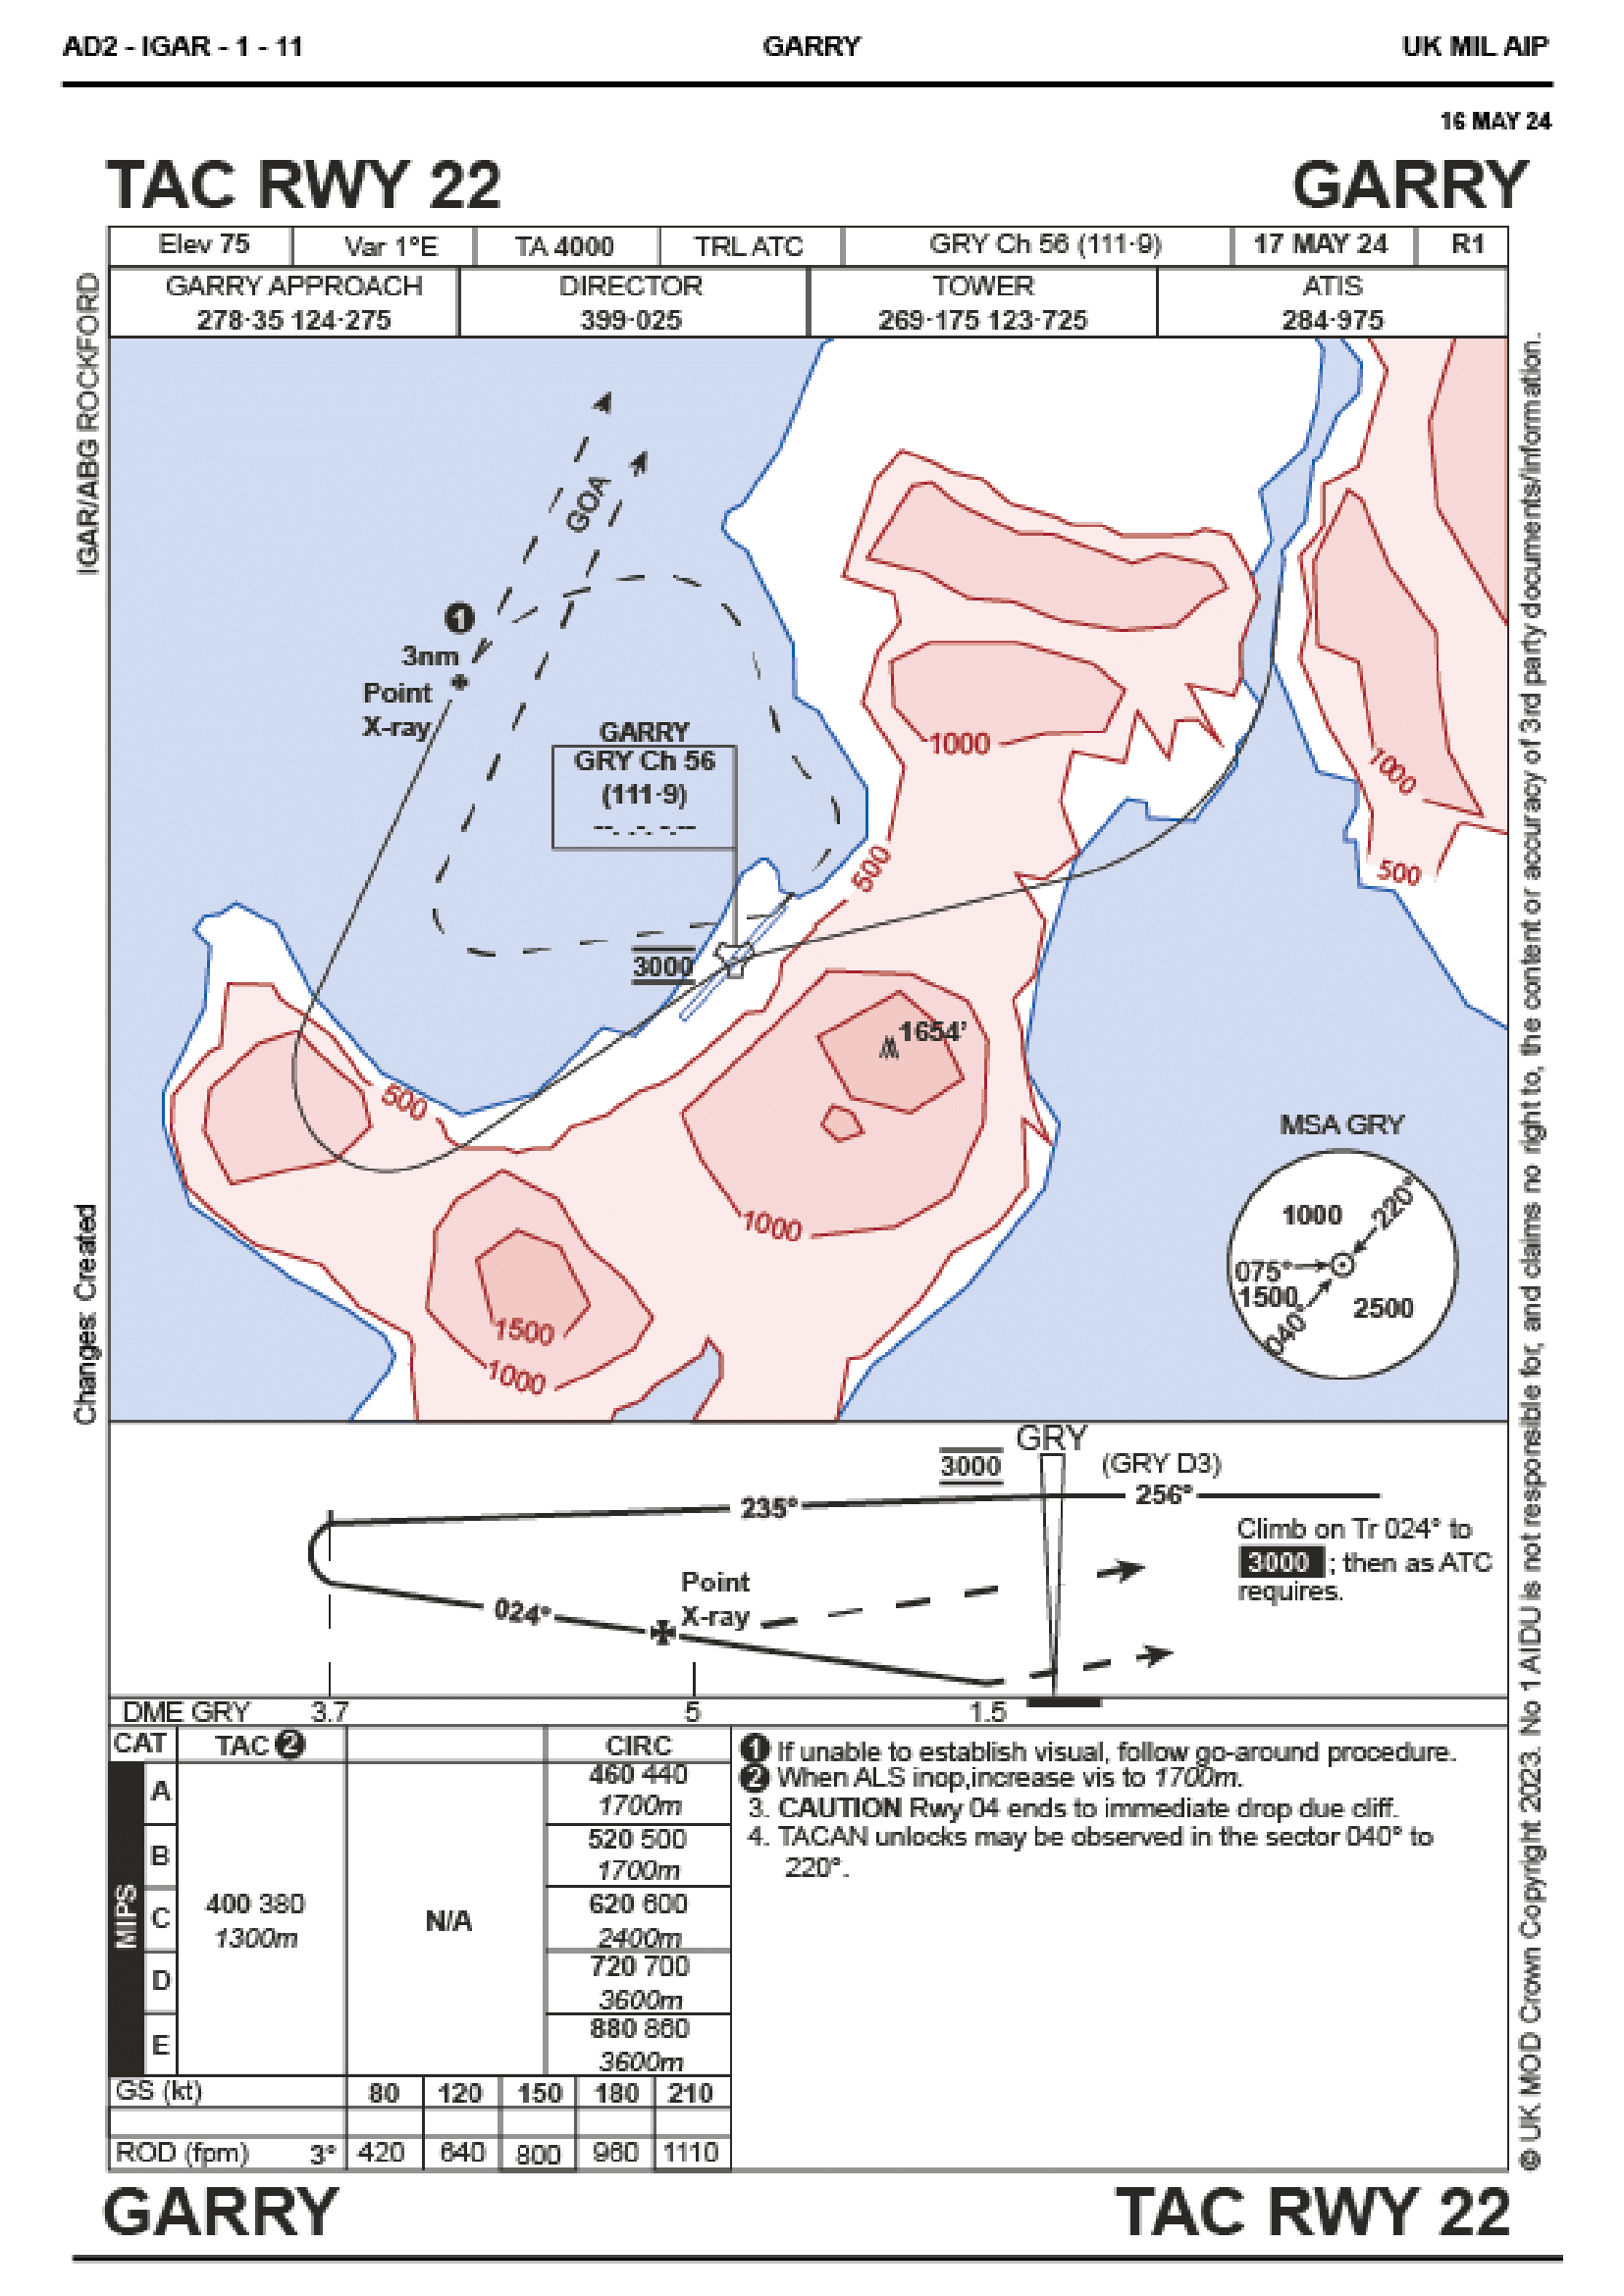 AD2 - IGAR - 1 - 11 GARRY UK MIL AIP
16 MAY 24
TAC RWY 22 GARRY
Elev 75 Var 1°E TA 4000 TRL ATC GRY Ch 56 (111·9) 17 MAY 24 R1
GARRY APPROACH DIRECTOR TOWER ATIS
278·35 124·275 399·025 269·175 123·725 284·975
IGAR/ABG ROCKFORD
Changes: Created
© UK MOD Crown Copyright 2023. No 1 AIDU is not responsible for, and claims no right to, the content or accuracy of 3rd party documents/information.
GOA
1
3nm
Point
X-ray
GARRY
GRY Ch 56
(111·9)
--. .-. -.--
1000
1000
500
500
3000
1654'
500
1000
1500
1000
MSA GRY
1000
220°
075°
1500
040°
2500
GRY
3000
(GRY D3)
235°
256°
Climb on Tr 024° to
3000 ; then as ATC
requires.
Point
X-ray
024°
DME GRY 3.7 5 1.5
CAT TAC 2 CIRC
MIPS
A 460 440
1700m
B 520 500
1700m
C 400 380 N/A 620 600
1300m 2400m
D 720 700
3600m
E 880 860
3600m
GS (kt) 80 120 150 180 210
ROD (fpm) 3° 420 640 800 960 1110
1 If unable to establish visual, follow go-around procedure.
2 When ALS inop,increase vis to 1700m.
3. CAUTION Rwy 04 ends to immediate drop due cliff.
4. TACAN unlocks may be observed in the sector 040° to
220°.
GARRY TAC RWY 22